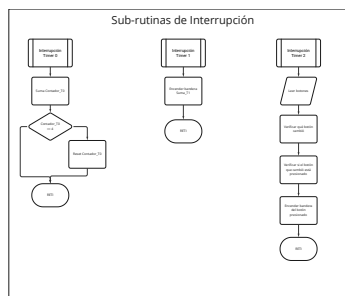 Sub-rutinas de Interrupción
Interrupción
Timer 0
Suma Contador_T0
Contador_T0
Reset Contador_T0
RETI
Interrupción
Timer 1
Encender bandera
Suma_T1
RETI
Interrupción
Timer 2
Leer botones
Verificar qué botón
cambió
Verificar si el botón
que cambió está
presionado
Encender bandera
del botón
presionado
RETI